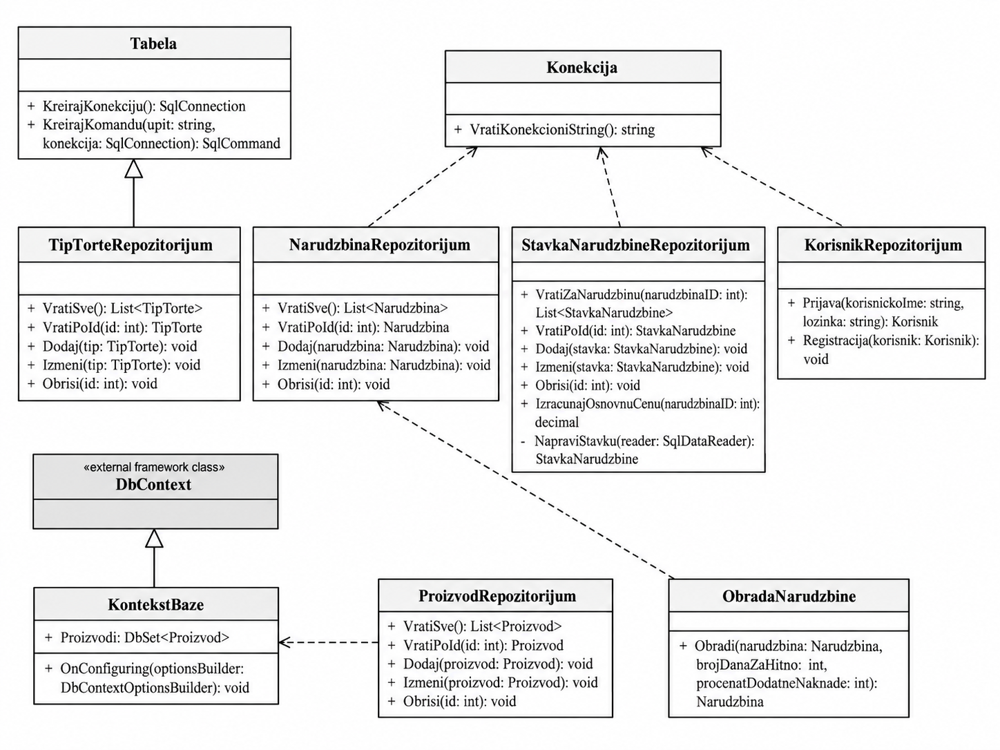 Tabela
+ KreirajKonekciju(): SqlConnection
+ KreirajKomandu(upit: string,
konekcija: SqlConnection): SqlCommand
Konekcija
+ VratiKonekcioniString(): string
TipTorteRepozitorijum
+ VratiSve(): List<TipTorte>
+ VratiPoId(id: int): TipTorte
+ Dodaj(tip: TipTorte): void
+ Izmeni(tip: TipTorte): void
+ Obrisi(id: int): void
NarudzbinaRepozitorijum
+ VratiSve(): List<Narudzbina>
+ VratiPoId(id: int): Narudzbina
+ Dodaj(narudzbina: Narudzbina): void
+ Izmeni(narudzbina: Narudzbina): void
+ Obrisi(id: int): void
StavkaNarudzbineRepozitorijum
+ VratiZaNarudzbinu(narudzbinaID: int):
List<StavkaNarudzbine>
+ VratiPoId(id: int): StavkaNarudzbine
+ Dodaj(stavka: StavkaNarudzbine): void
+ Izmeni(stavka: StavkaNarudzbine): void
+ Obrisi(id: int): void
+ IzracunajOsnovnuCenu(narudzbinaID: int):
decimal
- NapraviStavku(reader: SqlDataReader):
StavkaNarudzbine
KorisnikRepozitorijum
+ Prijava(korisnickoIme: string,
lozinka: string): Korisnik
+ Registracija(korisnik: Korisnik):
void
«external framework class»
DbContext
KontekstBaze
+ Proizvodi: DbSet<Proizvod>
+ OnConfiguring(optionsBuilder:
DbContextOptionsBuilder): void
ProizvodRepozitorijum
+ VratiSve(): List<Proizvod>
+ VratiPoId(id: int): Proizvod
+ Dodaj(proizvod: Proizvod): void
+ Izmeni(proizvod: Proizvod): void
+ Obrisi(id: int): void
ObradaNarudzbine
+ Obradi(narudzbina: Narudzbina,
brojDanaZaHitno: int,
procenatDodatneNaknade: int):
Narudzbina